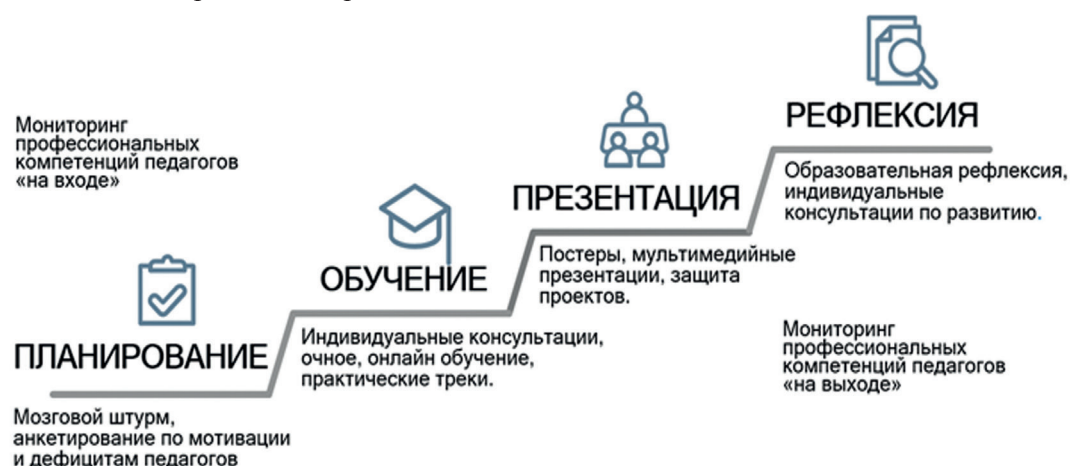 Мониторинг
профессиональных
компетенций педагогов
«на входе»
ПЛАНИРОВАНИЕ
Мозговой штурм,
анкетирование по мотивации
и дефицитам педагогов
ОБУЧЕНИЕ
Индивидуальные консультации,
очное, онлайн обучение,
практические треки.
ПРЕЗЕНТАЦИЯ
Постеры, мультимедийные
презентации, защита
проектов.
РЕФЛЕКСИЯ
Образовательная рефлексия,
индивидуальные
консультации по развитию.
Мониторинг
профессиональных
компетенций педагогов
«на выходе»